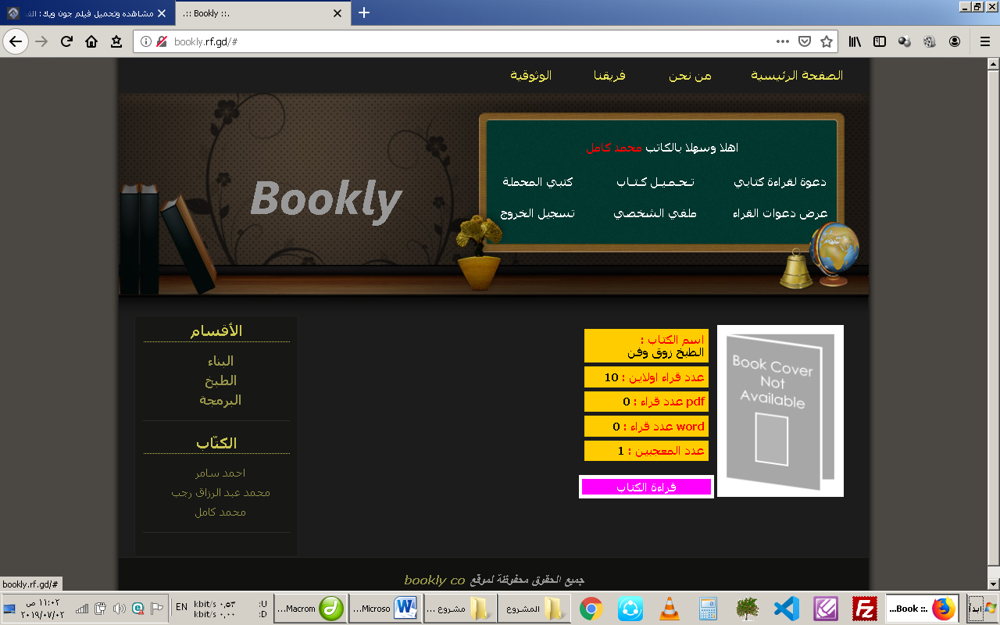 مشاهده وتحميل فيلم جون ويك : الف
.:: Bookly ::.
bookly.rf.gd/#
الصفحة الرئيسية
من نحن
فريقنا
الوثوقية
Bookly
اهلا وسهلا بالكاتب محمد كامل
دعوة لقراءة كتابي
تـحـمـيـل كـتـاب
كتبي المحملة
عرض دعوات القراء
ملفي الشخصي
تسجيل الخروج
Book Cover
Not
Available
اسم الكتاب :
الطبخ زوق وفن
عدد قراء اولاين : 10
pdf عدد قراء : 0
word عدد قراء : 0
عدد المعجبين : 1
قراءة الكتاب
الأقسام
البناء
الطبخ
البرمجة
الكتّاب
احمد سامر
محمد عبد الرزاق رجب
محمد كامل
جميع الحقوق محفوظة لموقع bookly co
bookly.rf.gd/#
ابدأ
...Book ::.
المشروع
مشروع ...
...Microso
...Macrom
U: ٠,٥٣ kbit/s
D: ٠,٠٠ kbit/s
EN
١١:٠٢ ص
٢٠١٩/٠٧/٠٢